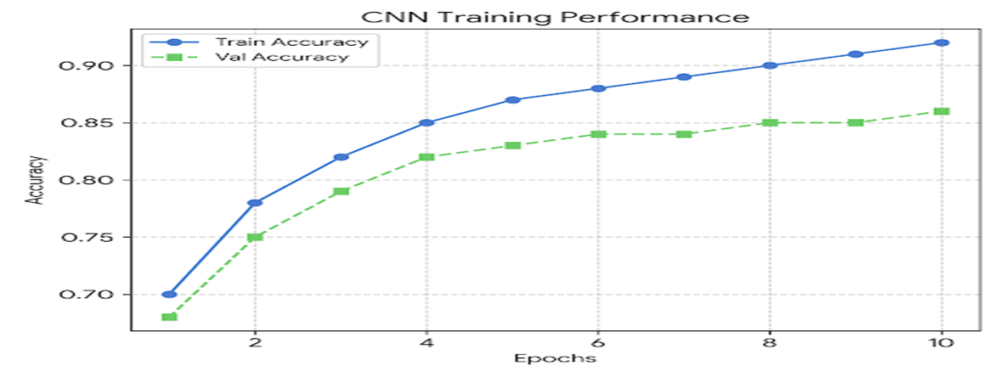 CNN Training Performance
Train Accuracy
Val Accuracy
0.90
0.85
0.80
0.75
0.70
Accuracy
2 4 6 8 10
Epochs